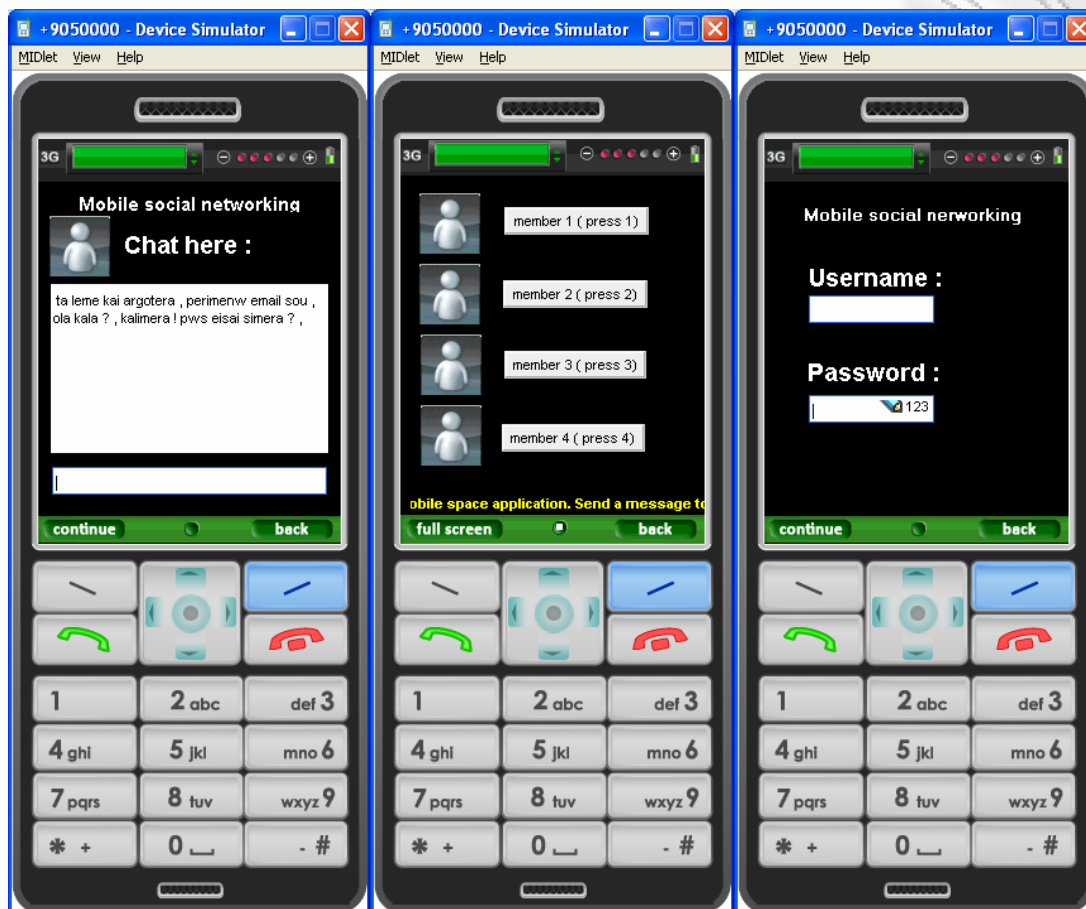 +9050000 - Device Simulator
MIDlet View Help
3G
Mobile social networking
Chat here :
ta leme kai argotera , perimenw email sou ,
ola kala ? , kalimera ! pws eisai simera ? ,
continue back
1 2 abc def 3
4 ghi 5 jkl mno 6
7 pqrs 8 tuv wxyz 9
* + 0 - #
+9050000 - Device Simulator
MIDlet View Help
3G
member 1 ( press 1)
member 2 ( press 2)
member 3 ( press 3)
member 4 ( press 4)
obile space application. Send a message to
full screen back
1 2 abc def 3
4 ghi 5 jkl mno 6
7 pqrs 8 tuv wxyz 9
* + 0 - #
+9050000 - Device Simulator
MIDlet View Help
3G
Mobile social nerworking
Username :
Password :
123
continue back
1 2 abc def 3
4 ghi 5 jkl mno 6
7 pqrs 8 tuv wxyz 9
* + 0 - #